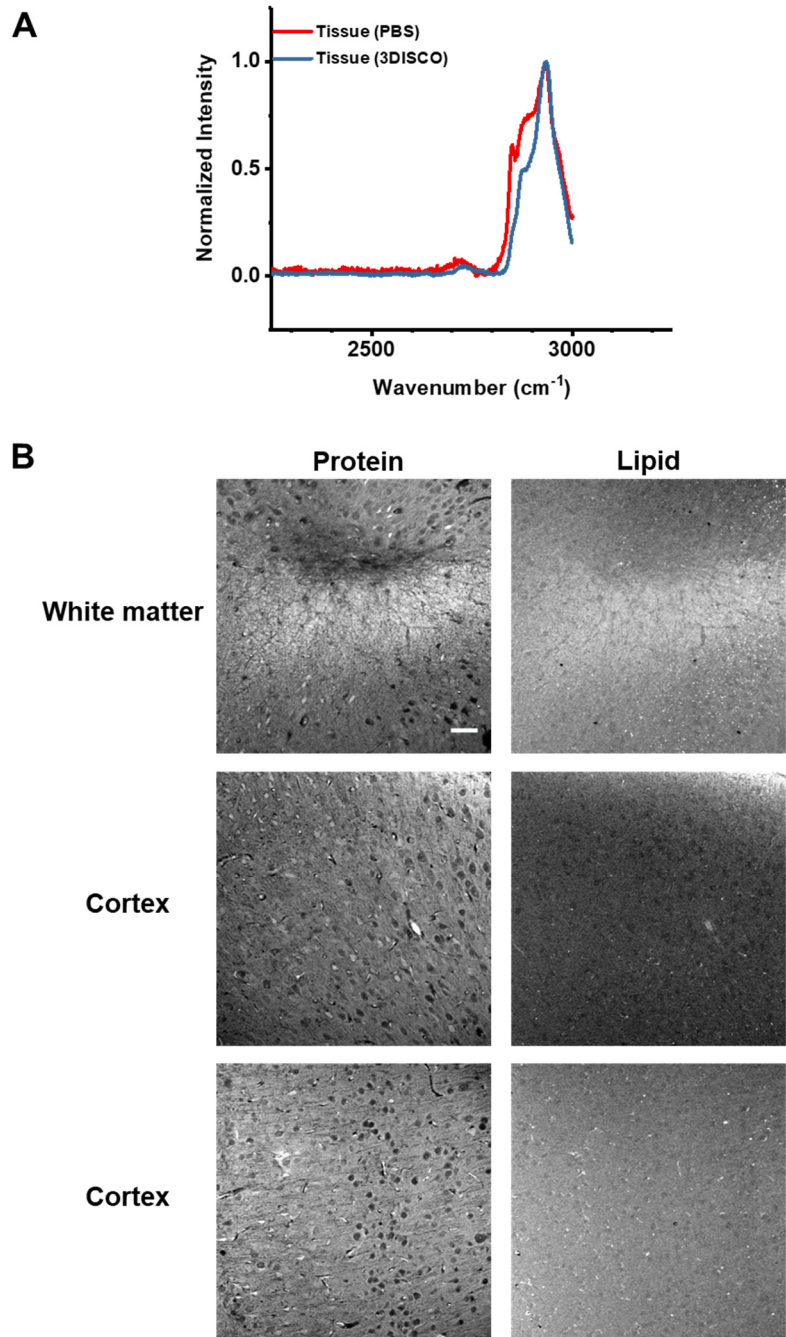 A
Tissue (PBS)
Tissue (3DISCO)
1.0
0.5
0.0
Normalized Intensity
2500
3000
Wavenumber (cm⁻¹)
B
Protein
Lipid
White matter
Cortex
Cortex